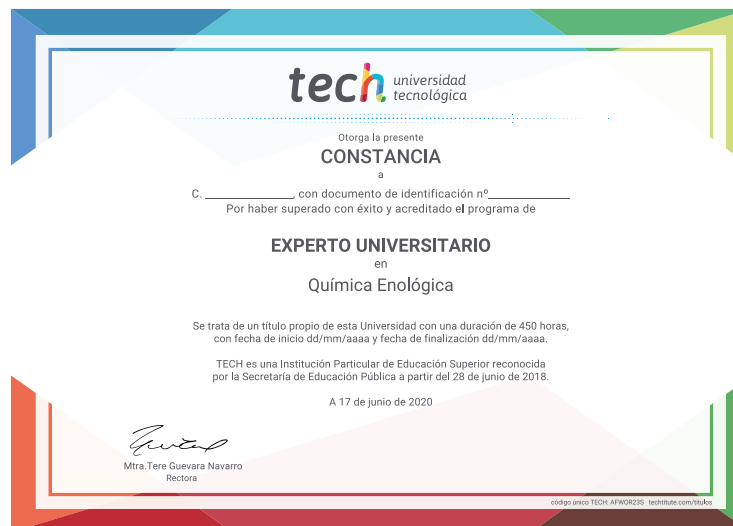 tech universidad
tecnológica
Otorga la presente
CONSTANCIA
a
C. ______________, con documento de identificación nº______________
Por haber superado con éxito y acreditado el programa de
EXPERTO UNIVERSITARIO
en
Química Enológica
Se trata de un título propio de esta Universidad con una duración de 450 horas,
con fecha de inicio dd/mm/aaaa y fecha de finalización dd/mm/aaaa.
TECH es una Institución Particular de Educación Superior reconocida
por la Secretaría de Educación Pública a partir del 28 de junio de 2018.
A 17 de junio de 2020
Mtra.Tere Guevara Navarro
Rectora
código único TECH: AFWOR23S techtitute.com/titulos